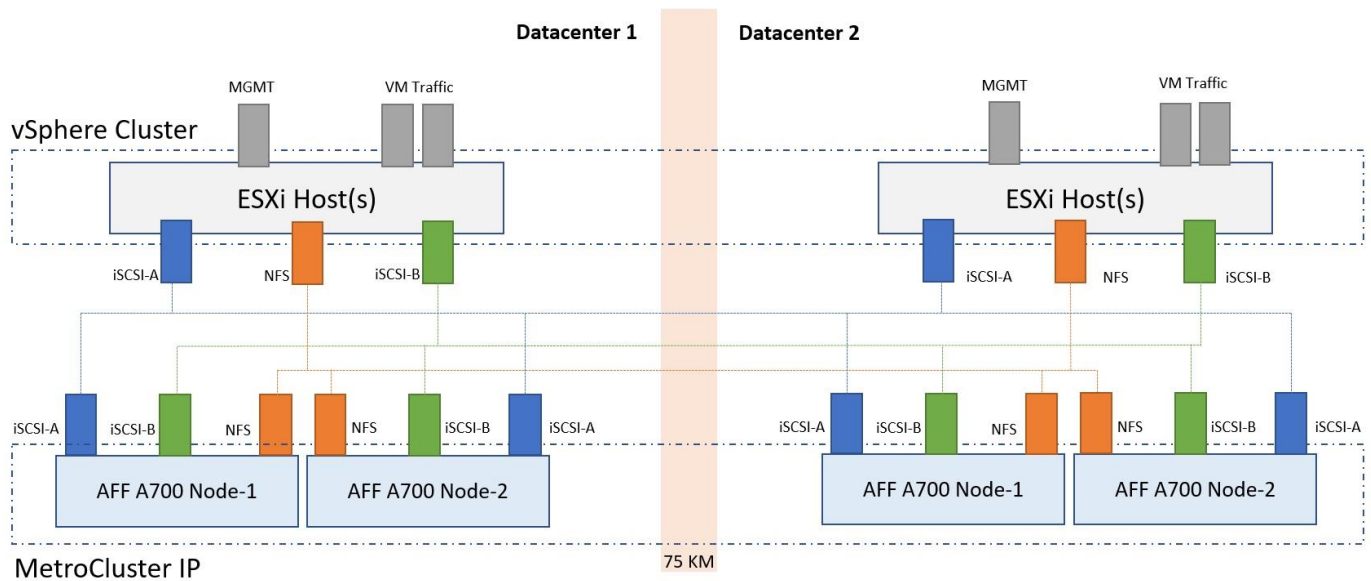 Datacenter 1
Datacenter 2
MGMT
VM Traffic
MGMT
VM Traffic
vSphere Cluster
ESXi Host(s)
ESXi Host(s)
iSCSI-A
NFS
iSCSI-B
iSCSI-A
NFS
iSCSI-B
iSCSI-A
iSCSI-B
NFS
NFS
iSCSI-B
iSCSI-A
iSCSI-A
iSCSI-B
NFS
NFS
iSCSI-B
iSCSI-A
AFF A700 Node-1
AFF A700 Node-2
AFF A700 Node-1
AFF A700 Node-2
MetroCluster IP
75 KM